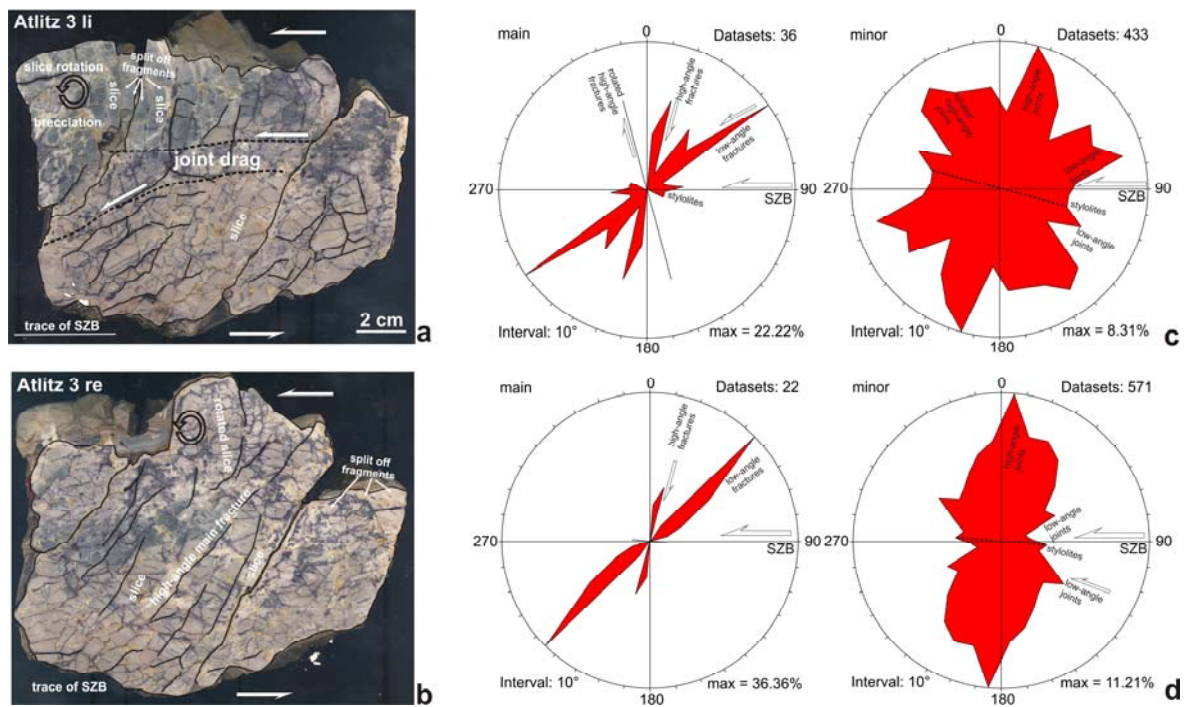 Atlitz 3 li
slice rotation
brecciation
slice
split off
fragments
slice
joint drag
slice
trace of SZB
2 cm
a
main
Datasets: 36
0
rotated
high-angle
fractures
high-angle
fractures
low-angle
fractures
270
90
SZB
stylolites
Interval: 10°
max = 22.22%
180
minor
Datasets: 433
0
high-angle
joints
high-angle
joints
low-angle
joints
270
90
SZB
stylolites
low-angle
joints
Interval: 10°
max = 8.31%
180
c
Atlitz 3 re
rotated slice
split off
fragments
slice
high-angle main fracture
slice
trace of SZB
b
main
Datasets: 22
0
high-angle
fractures
low-angle
fractures
270
90
SZB
Interval: 10°
max = 36.36%
180
minor
Datasets: 571
0
high-angle
joints
low-angle
joints
270
90
SZB
stylolites
low-angle
joints
Interval: 10°
max = 11.21%
180
d